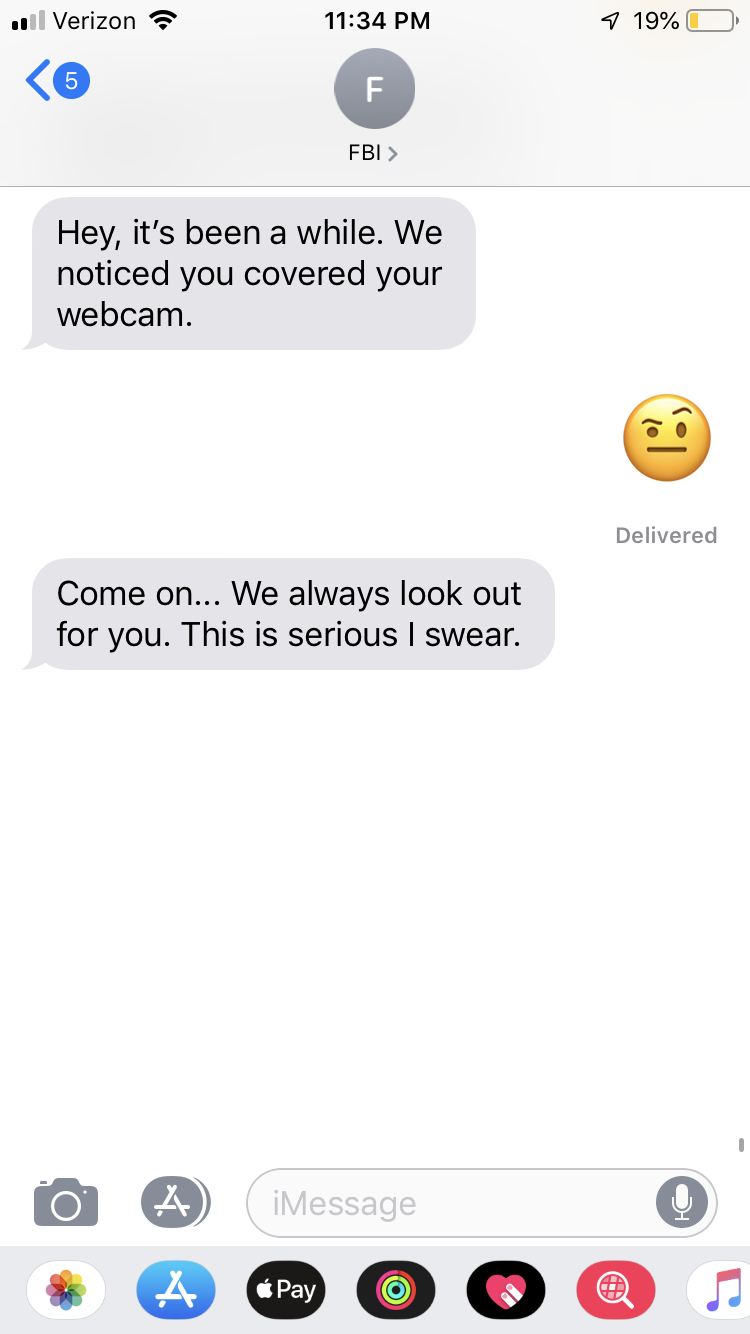 Verizon 11:34 PM 19%
5
F
FBI
Hey, it’s been a while. We
noticed you covered your
webcam.
Delivered
Come on... We always look out
for you. This is serious I swear.
iMessage
Pay